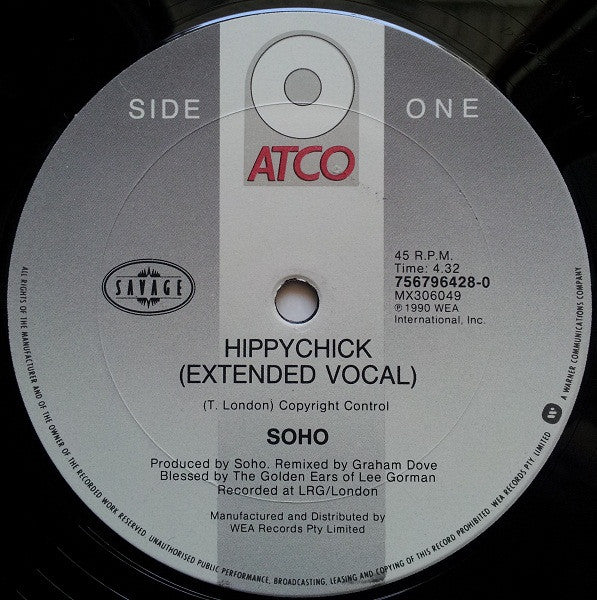 SIDE ONE
ATCO
SAVAGE
45 R.P.M.
Time: 4.32
756796428-0
MX306049
℗ 1990 WEA
International, Inc.
HIPPYCHICK
(EXTENDED VOCAL)
(T. London) Copyright Control
SOHO
Produced by Soho. Remixed by Graham Dove
Blessed by The Golden Ears of Lee Gorman
Recorded at LRG/London
Manufactured and Distributed by
WEA Records Pty Limited
ALL RIGHTS OF THE MANUFACTURER AND OF THE OWNER OF THE RECORDED WORK RESERVED. UNAUTHORISED PUBLIC PERFORMANCE, BROADCASTING, LEASING AND COPYING OF THIS RECORD PROHIBITED. WEA RECORDS PTY. LIMITED
A WARNER COMMUNICATIONS COMPANY